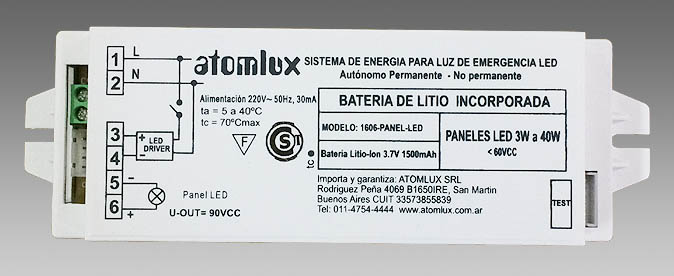 1 L
2 N
3
4
5 -
6 +
+ -
LED
DRIVER
Panel LED
U-OUT= 90VCC
atomlux
SISTEMA DE ENERGIA PARA LUZ DE EMERGENCIA LED
Autónomo Permanente - No permanente
Alimentación 220V~ 50Hz, 30mA
ta = 5 a 40ºC
tc = 70ºCmax
F
S
tc
BATERIA DE LITIO INCORPORADA
MODELO: 1606-PANEL-LED
Bateria Litio-Ion 3.7V 1500mAh
PANELES LED 3W a 40W
< 60VCC
Importa y garantiza: ATOMLUX SRL
Rodriguez Peña 4069 B1650IRE, San Martin
Buenos Aires CUIT 33573855839
Tel: 011-4754-4444 www.atomlux.com.ar
TEST